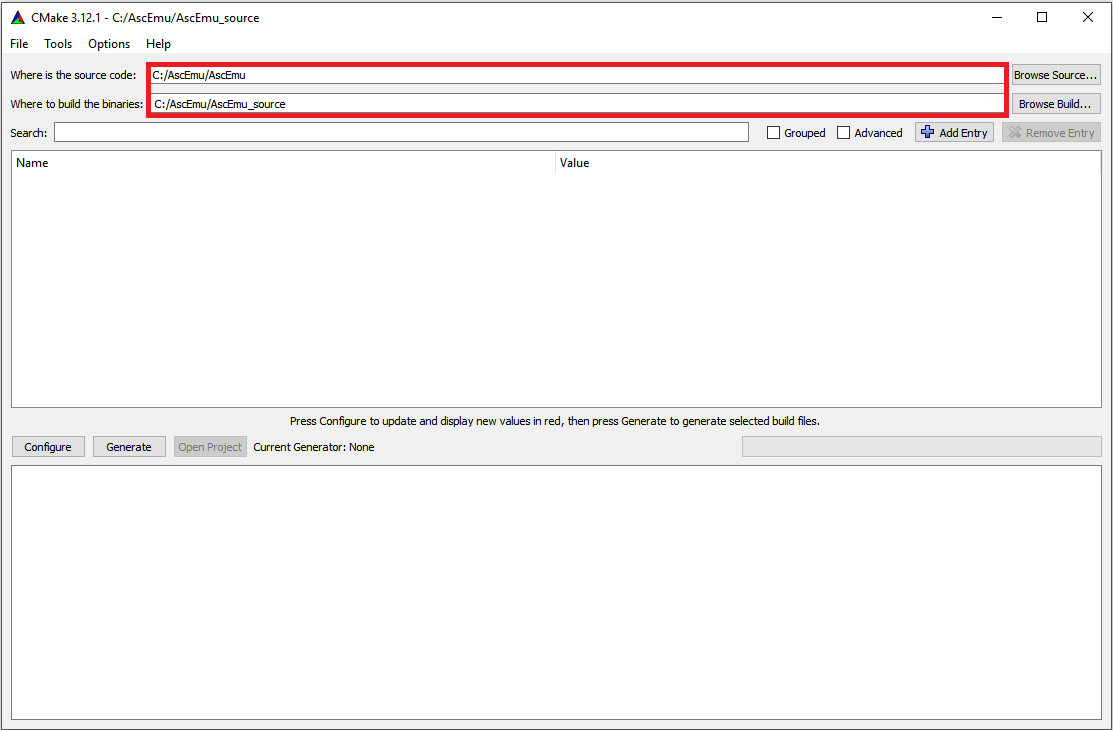 CMake 3.12.1 - C:/AscEmu/AscEmu_source
File Tools Options Help
Where is the source code: C:/AscEmu/AscEmu Browse Source...
Where to build the binaries: C:/AscEmu/AscEmu_source Browse Build...
Search: Grouped Advanced Add Entry Remove Entry
Name Value
Press Configure to update and display new values in red, then press Generate to generate selected build files.
Configure Generate Open Project Current Generator: None